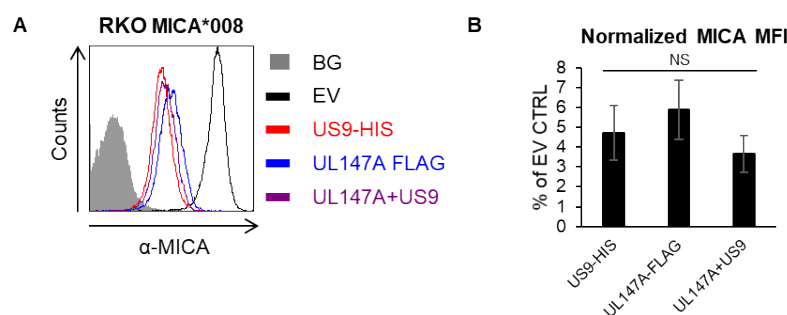 A
RKO MICA*008
Counts
α-MICA
BG
EV
US9-HIS
UL147A FLAG
UL147A+US9
B
Normalized MICA MFI
NS
% of EV CTRL
8
7
6
5
4
3
2
1
0
US9-HIS
UL147A-FLAG
UL147A+US9